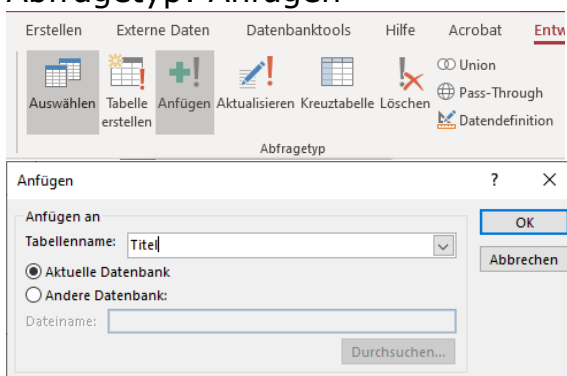 Abfragetyp: Anfügen
Erstellen Externe Daten Datenbanktools Hilfe Acrobat Entw
Auswählen Tabelle erstellen Anfügen Aktualisieren Kreuztabelle Löschen
Union
Pass-Through
Datendefinition
Abfragetyp
Anfügen ? ✕
Anfügen an
Tabellenname: Titel
Aktuelle Datenbank
Andere Datenbank:
Dateiname:
Durchsuchen...
OK
Abbrechen